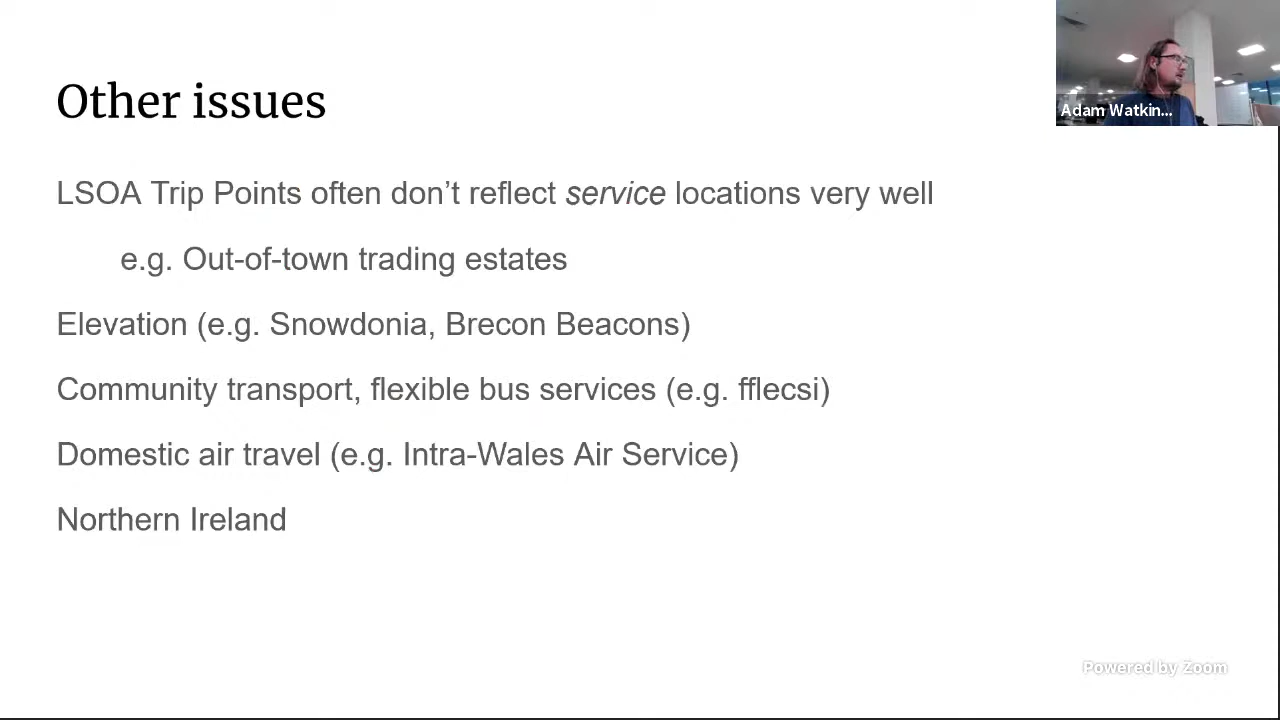 Other issues
Adam Watkin...
LSOA Trip Points often don’t reflect service locations very well
e.g. Out-of-town trading estates
Elevation (e.g. Snowdonia, Brecon Beacons)
Community transport, flexible bus services (e.g. fflecsi)
Domestic air travel (e.g. Intra-Wales Air Service)
Northern Ireland
Powered by Zoom